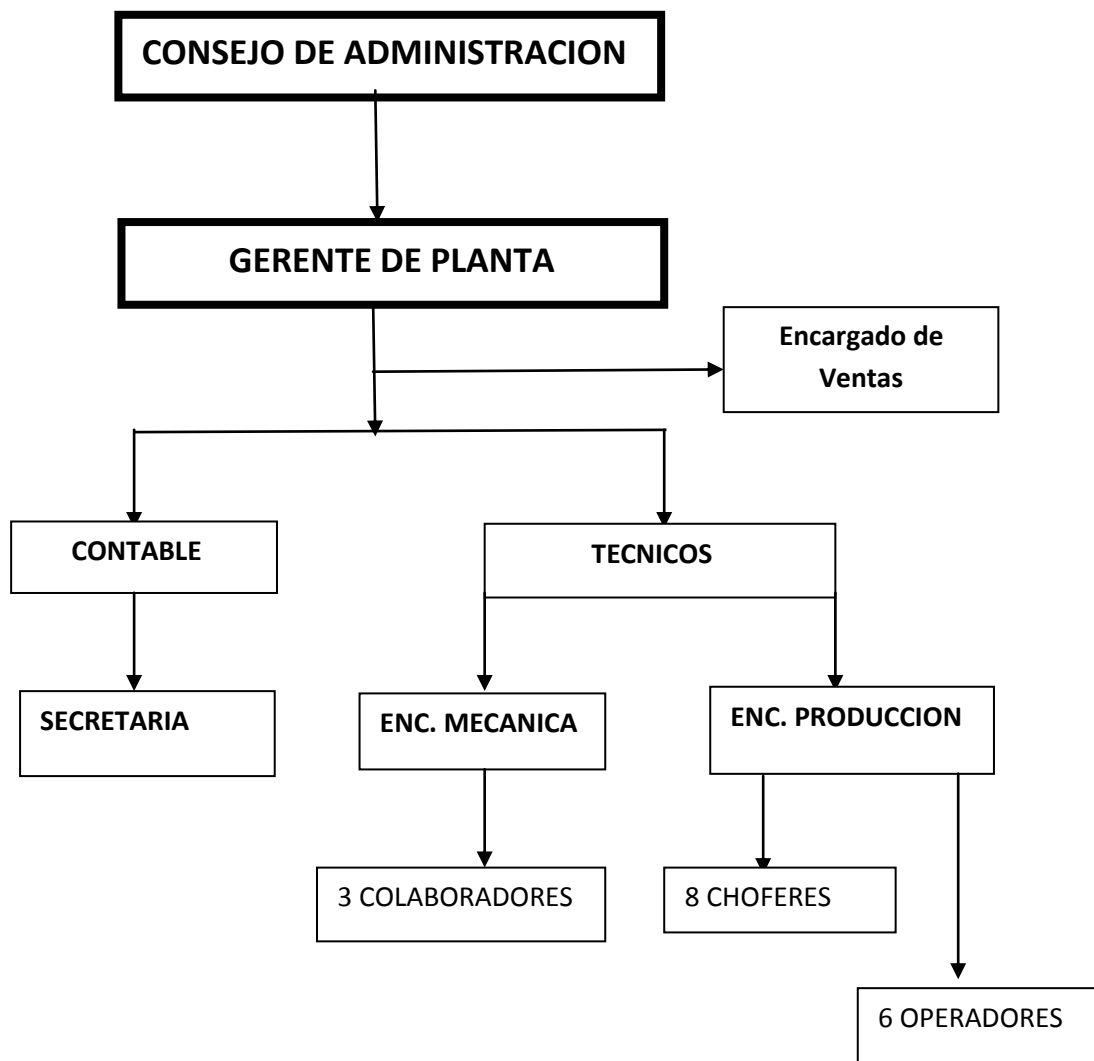 CONSEJO DE ADMINISTRACION
GERENTE DE PLANTA
Encargado de
Ventas
CONTABLE
TECNICOS
SECRETARIA
ENC. MECANICA
ENC. PRODUCCION
3 COLABORADORES
8 CHOFERES
6 OPERADORES